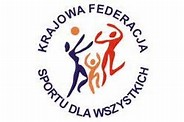 KRAJOWA FEDERACJA
SPORTU DLA WSZYSTKICH